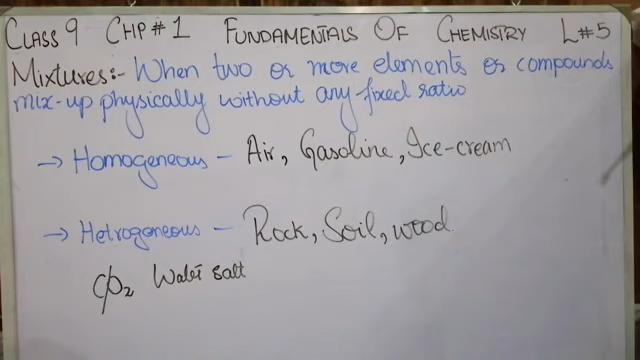 CLASS 9 CHP # 1 FUNDAMENTALS OF CHEMISTRY L # 5
Mixtures:- When two or more elements or compounds
mix-up physically without any fixed ratio
→ Homogeneous - Air, Gasoline, Ice-cream
→ Hetrogeneous - Rock, Soil, wood
CO₂ Water salt